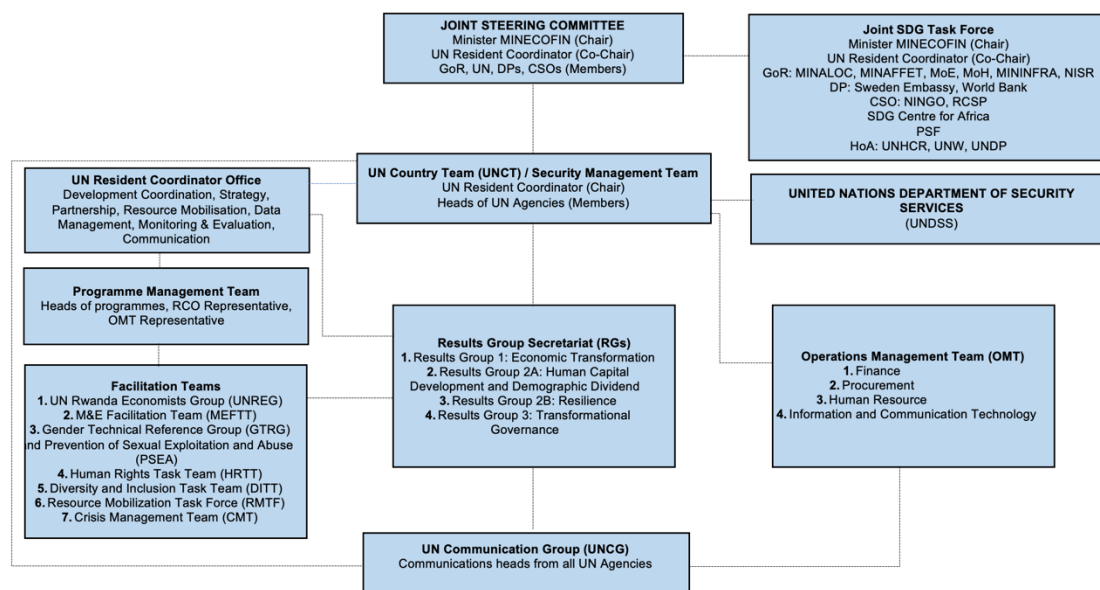 JOINT STEERING COMMITTEE
Minister MINECOFIN (Chair)
UN Resident Coordinator (Co-Chair)
GoR, UN, DPs, CSOs (Members)
Joint SDG Task Force
Minister MINECOFIN (Chair)
UN Resident Coordinator (Co-Chair)
GoR: MINALOC, MINAFFET, MoE, MoH, MININFRA, NISR
DP: Sweden Embassy, World Bank
CSO: NINGO, RCSP
SDG Centre for Africa
PSF
HoA: UNHCR, UNW, UNDP
UN Country Team (UNCT) / Security Management Team
UN Resident Coordinator (Chair)
Heads of UN Agencies (Members)
UN Resident Coordinator Office
Development Coordination, Strategy,
Partnership, Resource Mobilisation, Data
Management, Monitoring & Evaluation,
Communication
UNITED NATIONS DEPARTMENT OF SECURITY
SERVICES
(UNDSS)
Programme Management Team
Heads of programmes, RCO Representative,
OMT Representative
Results Group Secretariat (RGs)
1. Results Group 1: Economic Transformation
2. Results Group 2A: Human Capital
Development and Demographic Dividend
3. Results Group 2B: Resilience
4. Results Group 3: Transformational
Governance
Operations Management Team (OMT)
1. Finance
2. Procurement
3. Human Resource
4. Information and Communication Technology
Facilitation Teams
1. UN Rwanda Economists Group (UNREG)
2. M&E Facilitation Team (MEFTT)
3. Gender Technical Reference Group (GTRG)
nd Prevention of Sexual Exploitation and Abuse
(PSEA)
4. Human Rights Task Team (HRTT)
5. Diversity and Inclusion Task Team (DITT)
6. Resource Mobilization Task Force (RMTF)
7. Crisis Management Team (CMT)
UN Communication Group (UNCG)
Communications heads from all UN Agencies